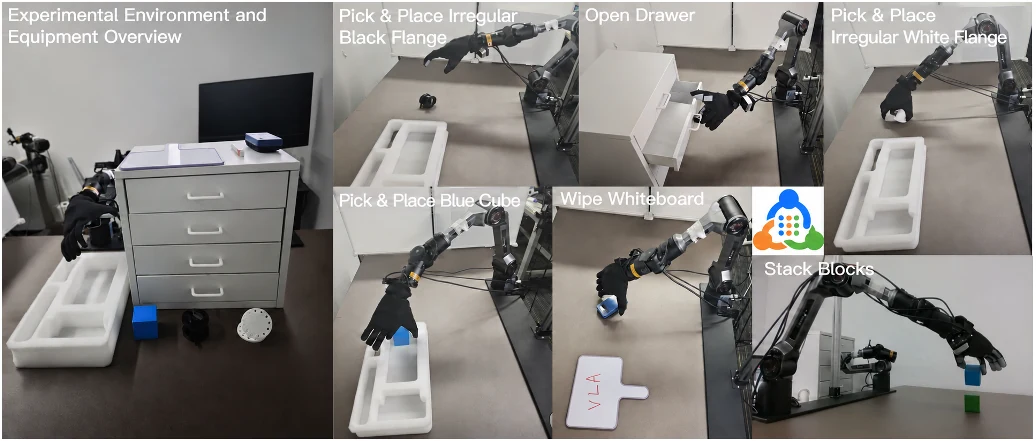 Experimental Environment and
Equipment Overview
Pick & Place Irregular
Black Flange
Open Drawer
Pick & Place
Irregular White Flange
Pick & Place Blue Cube
Wipe Whiteboard
VLA
Stack Blocks